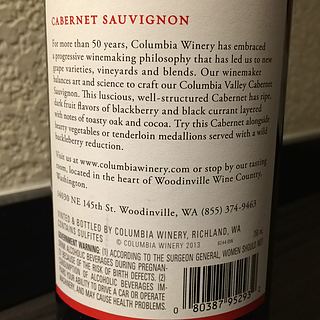 CABERNET SAUVIGNON
For more than 50 years, Columbia Winery has embraced
a progressive winemaking philosophy that has led us to new
grape varieties, vineyards and blends. Our winemaker
balances art and science to craft our Columbia Valley Cabernet
Sauvignon. This luscious, well-structured Cabernet has ripe,
dark fruit flavors of blackberry and black currant layered
with notes of toasty oak and cocoa. Try this Cabernet alongside
hearty vegetables or tenderloin medallions served with a wild
huckleberry reduction.
Visit us at www.columbiawinery.com or stop by our tasting
room, located in the heart of Woodinville Wine Country,
Washington.
14030 NE 145th St. Woodinville, WA (855) 374-9463
VINTED & BOTTLED BY COLUMBIA WINERY, RICHLAND, WA
CONTAINS SULFITES © COLUMBIA WINERY 2013 750 ml
GOVERNMENT WARNING: (1) ACCORDING TO THE SURGEON GENERAL, WOMEN SHOULD NOT
DRINK ALCOHOLIC BEVERAGES DURING PREGNAN-
CY BECAUSE OF THE RISK OF BIRTH DEFECTS. (2)
CONSUMPTION OF ALCOHOLIC BEVERAGES IM-
PAIRS YOUR ABILITY TO DRIVE A CAR OR OPERATE
MACHINERY, AND MAY CAUSE HEALTH PROBLEMS.
0 80387 95293